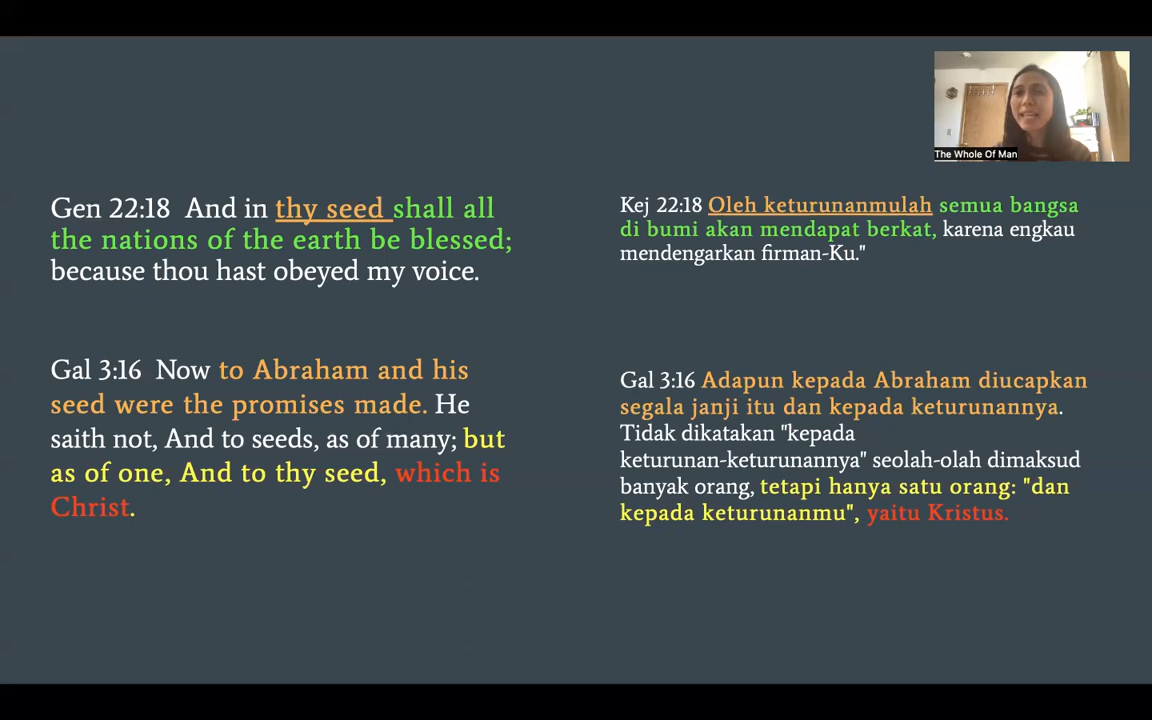 The Whole Of Man
Gen 22:18  And in thy seed shall all
the nations of the earth be blessed;
because thou hast obeyed my voice.
Gal 3:16  Now to Abraham and his
seed were the promises made. He
saith not, And to seeds, as of many; but
as of one, And to thy seed, which is
Christ.
Kej 22:18 Oleh keturunanmulah semua bangsa
di bumi akan mendapat berkat, karena engkau
mendengarkan firman-Ku."
Gal 3:16 Adapun kepada Abraham diucapkan
segala janji itu dan kepada keturunannya.
Tidak dikatakan "kepada
keturunan-keturunannya" seolah-olah dimaksud
banyak orang, tetapi hanya satu orang: "dan
kepada keturunanmu", yaitu Kristus.